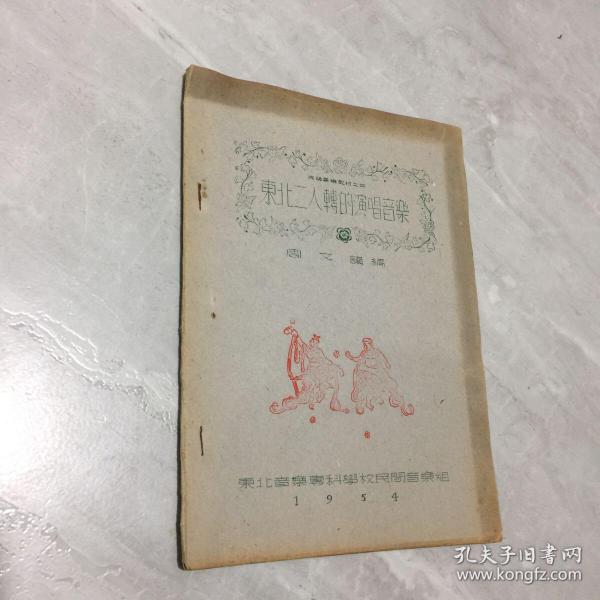 東北二人轉的演唱音樂
東北音樂專科學校民間音樂組
1954
孔夫子旧書网
www.kongfz.com